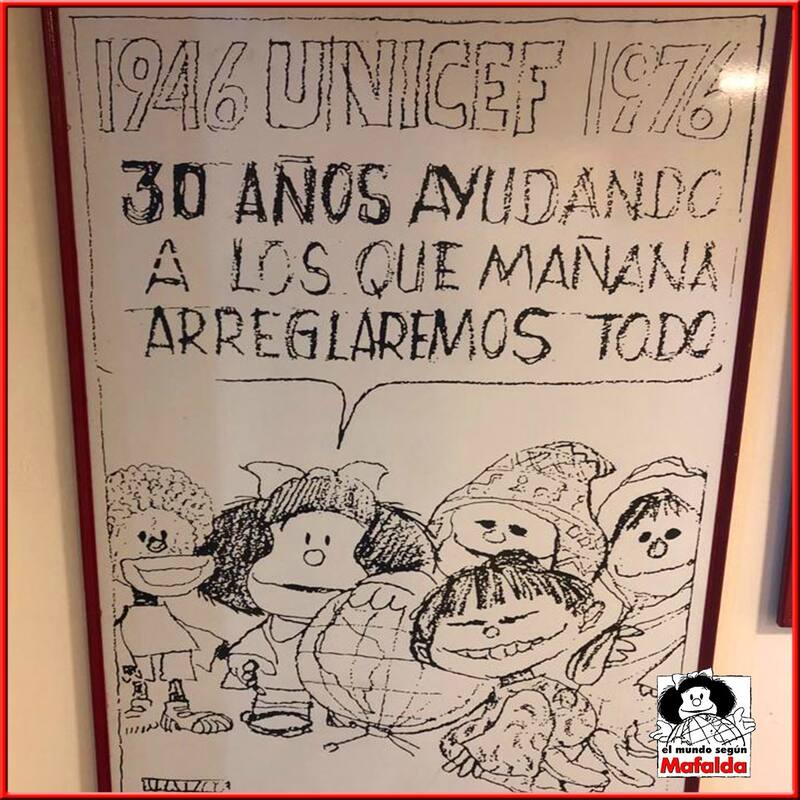 1946 UNICEF 1976
30 AÑOS AYUDANDO
A LOS QUE MAÑANA
ARREGLAREMOS TODO
el mundo según
Mafalda